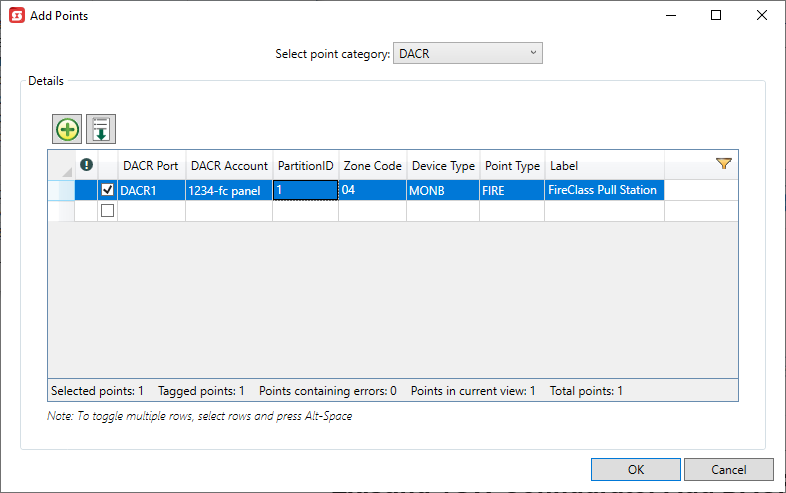 Add Points
Select point category: DACR
Details
DACR Port DACR Account PartitionID Zone Code Device Type Point Type Label
DACR1 1234-fc panel 1 04 MONB FIRE FireClass Pull Station
Selected points: 1 Tagged points: 1 Points containing errors: 0 Points in current view: 1 Total points: 1
Note: To toggle multiple rows, select rows and press Alt-Space
OK Cancel